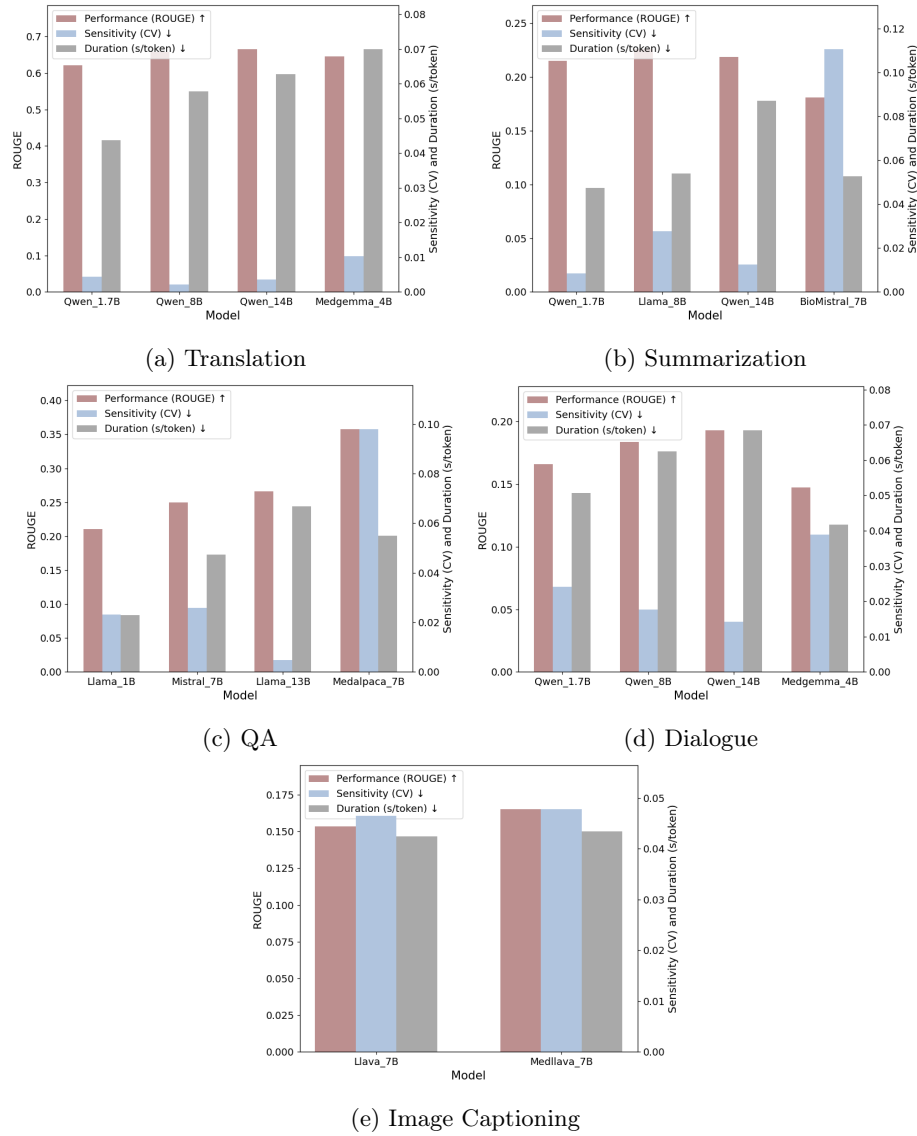 Performance (ROUGE) ↑
Sensitivity (CV) ↓
Duration (s/token) ↓
0.7
0.6
0.5
0.4
0.3
0.2
0.1
0.0
ROUGE
0.08
0.07
0.06
0.05
0.04
0.03
0.02
0.01
0.00
Sensitivity (CV) and Duration (s/token)
Qwen_1.7B Qwen_8B Qwen_14B Medgemma_4B
Model
(a) Translation
Performance (ROUGE) ↑
Sensitivity (CV) ↓
Duration (s/token) ↓
0.25
0.20
0.15
0.10
0.05
0.00
ROUGE
0.12
0.10
0.08
0.06
0.04
0.02
0.00
Sensitivity (CV) and Duration (s/token)
Qwen_1.7B Llama_8B Qwen_14B BioMistral_7B
Model
(b) Summarization
Performance (ROUGE) ↑
Sensitivity (CV) ↓
Duration (s/token) ↓
0.40
0.35
0.30
0.25
0.20
0.15
0.10
0.05
0.00
ROUGE
0.10
0.08
0.06
0.04
0.02
0.00
Sensitivity (CV) and Duration (s/token)
Llama_1B Mistral_7B Llama_13B Medalpaca_7B
Model
(c) QA
Performance (ROUGE) ↑
Sensitivity (CV) ↓
Duration (s/token) ↓
0.20
0.15
0.10
0.05
0.00
ROUGE
0.08
0.07
0.06
0.05
0.04
0.03
0.02
0.01
0.00
Sensitivity (CV) and Duration (s/token)
Qwen_1.7B Qwen_8B Qwen_14B Medgemma_4B
Model
(d) Dialogue
Performance (ROUGE) ↑
Sensitivity (CV) ↓
Duration (s/token) ↓
0.175
0.150
0.125
0.100
0.075
0.050
0.025
0.000
ROUGE
0.05
0.04
0.03
0.02
0.01
0.00
Sensitivity (CV) and Duration (s/token)
Llava_7B Medllava_7B
Model
(e) Image Captioning